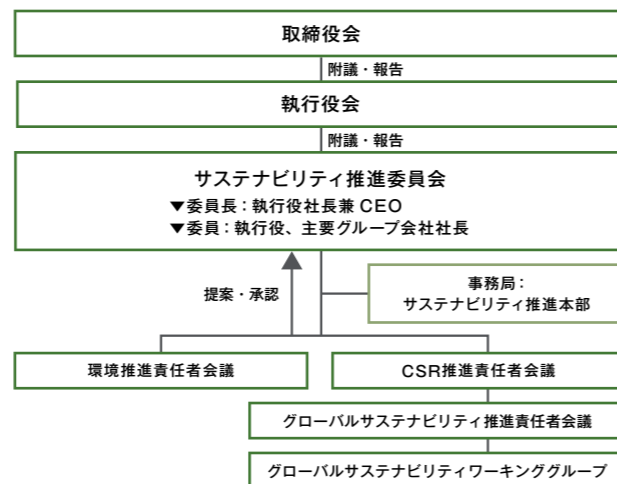 取締役会
附議・報告
執行役会
附議・報告
サステナビリティ推進委員会
▼委員長：執行役社長兼 CEO
▼委員：執行役、主要グループ会社社長
提案・承認
事務局：
サステナビリティ推進本部
環境推進責任者会議
CSR推進責任者会議
グローバルサステナビリティ推進責任者会議
グローバルサステナビリティワーキンググループ